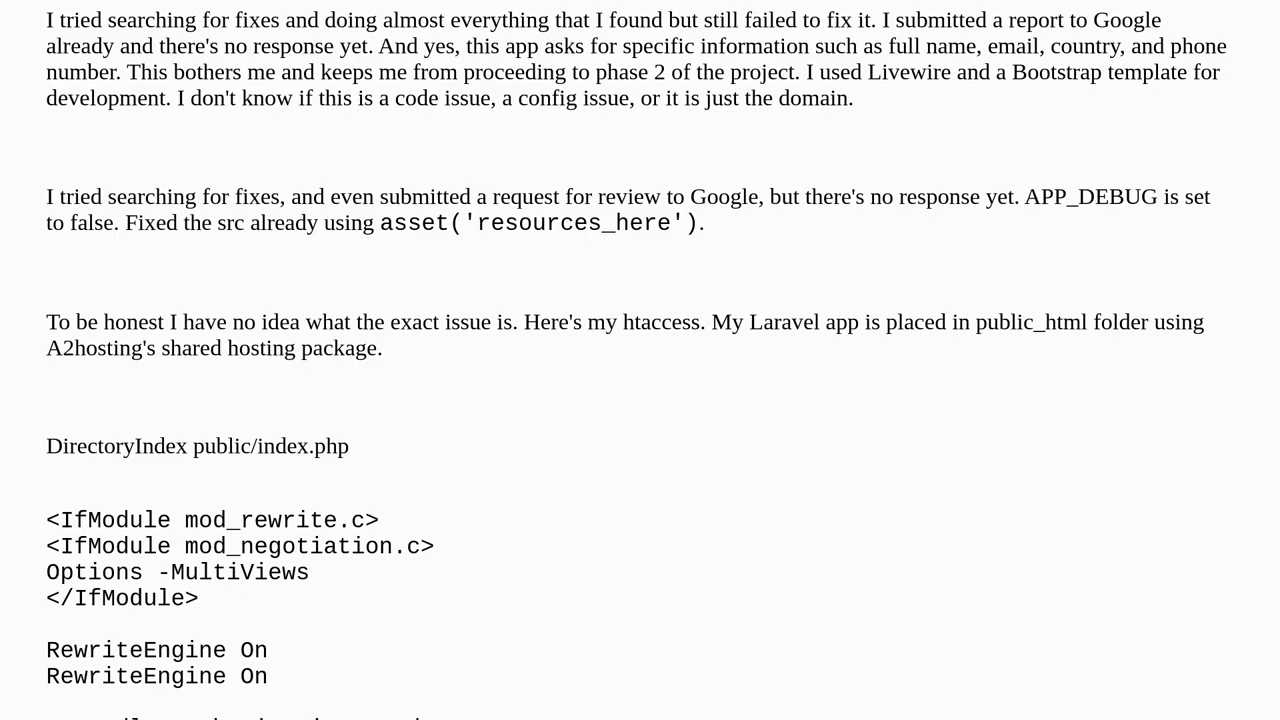 I tried searching for fixes and doing almost everything that I found but still failed to fix it. I submitted a report to Google
already and there's no response yet. And yes, this app asks for specific information such as full name, email, country, and phone
number. This bothers me and keeps me from proceeding to phase 2 of the project. I used Livewire and a Bootstrap template for
development. I don't know if this is a code issue, a config issue, or it is just the domain.
I tried searching for fixes, and even submitted a request for review to Google, but there's no response yet. APP_DEBUG is set
to false. Fixed the src already using asset('resources_here').
To be honest I have no idea what the exact issue is. Here's my htaccess. My Laravel app is placed in public_html folder using
A2hosting's shared hosting package.
DirectoryIndex public/index.php
<IfModule mod_rewrite.c>
<IfModule mod_negotiation.c>
Options -MultiViews
</IfModule>
RewriteEngine On
RewriteEngine On